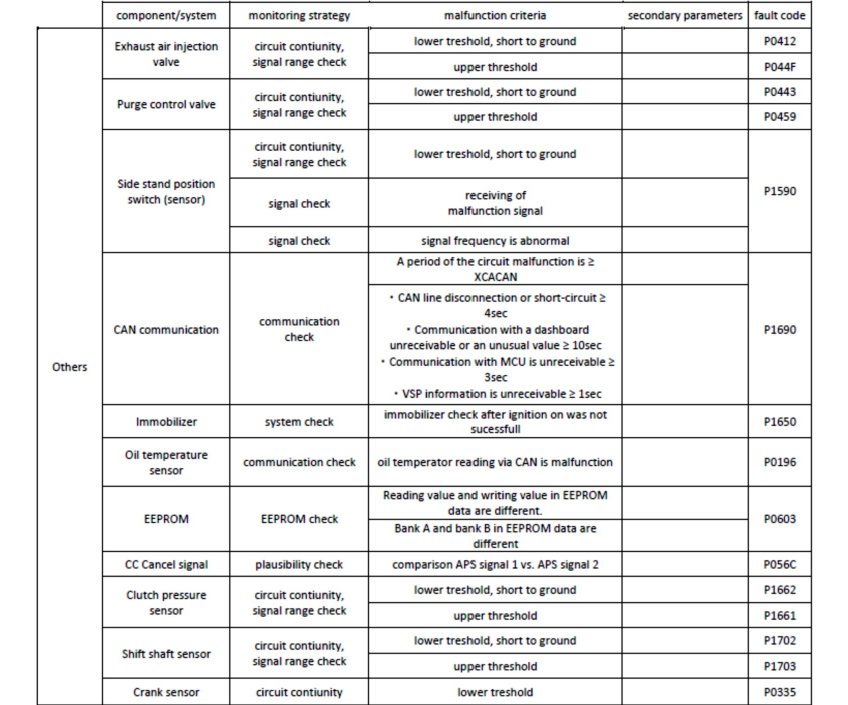 component/system monitoring strategy malfunction criteria secondary parameters fault code
Others
Exhaust air injection
valve
circuit contiunity,
signal range check
lower treshold, short to ground
P0412
upper threshold
P044F
Purge control valve
circuit contiunity,
signal range check
lower treshold, short to ground
P0443
upper threshold
P0459
Side stand position
switch (sensor)
circuit contiunity,
signal range check
lower treshold, short to ground
signal check
receiving of
malfunction signal
signal check
signal frequency is abnormal
P1590
CAN communication
communication
check
A period of the circuit malfunction is ≥
XCACAN
・CAN line disconnection or short-circuit ≥
4sec
・Communication with a dashboard
unreceivable or an unusual value ≥ 10sec
・Communication with MCU is unreceivable ≥
3sec
・VSP information is unreceivable ≥ 1sec
P1690
Immobilizer
system check
immobilizer check after ignition on was not
sucessfull
P1650
Oil temperature
sensor
communication check
oil temperator reading via CAN is malfunction
P0196
EEPROM
EEPROM check
Reading value and writing value in EEPROM
data are different.
Bank A and bank B in EEPROM data are
different
P0603
CC Cancel signal
plausibility check
comparison APS signal 1 vs. APS signal 2
P056C
Clutch pressure
sensor
circuit contiunity,
signal range check
lower treshold, short to ground
P1662
upper threshold
P1661
Shift shaft sensor
circuit contiunity,
signal range check
lower treshold, short to ground
P1702
upper threshold
P1703
Crank sensor
circuit contiunity
lower treshold
P0335